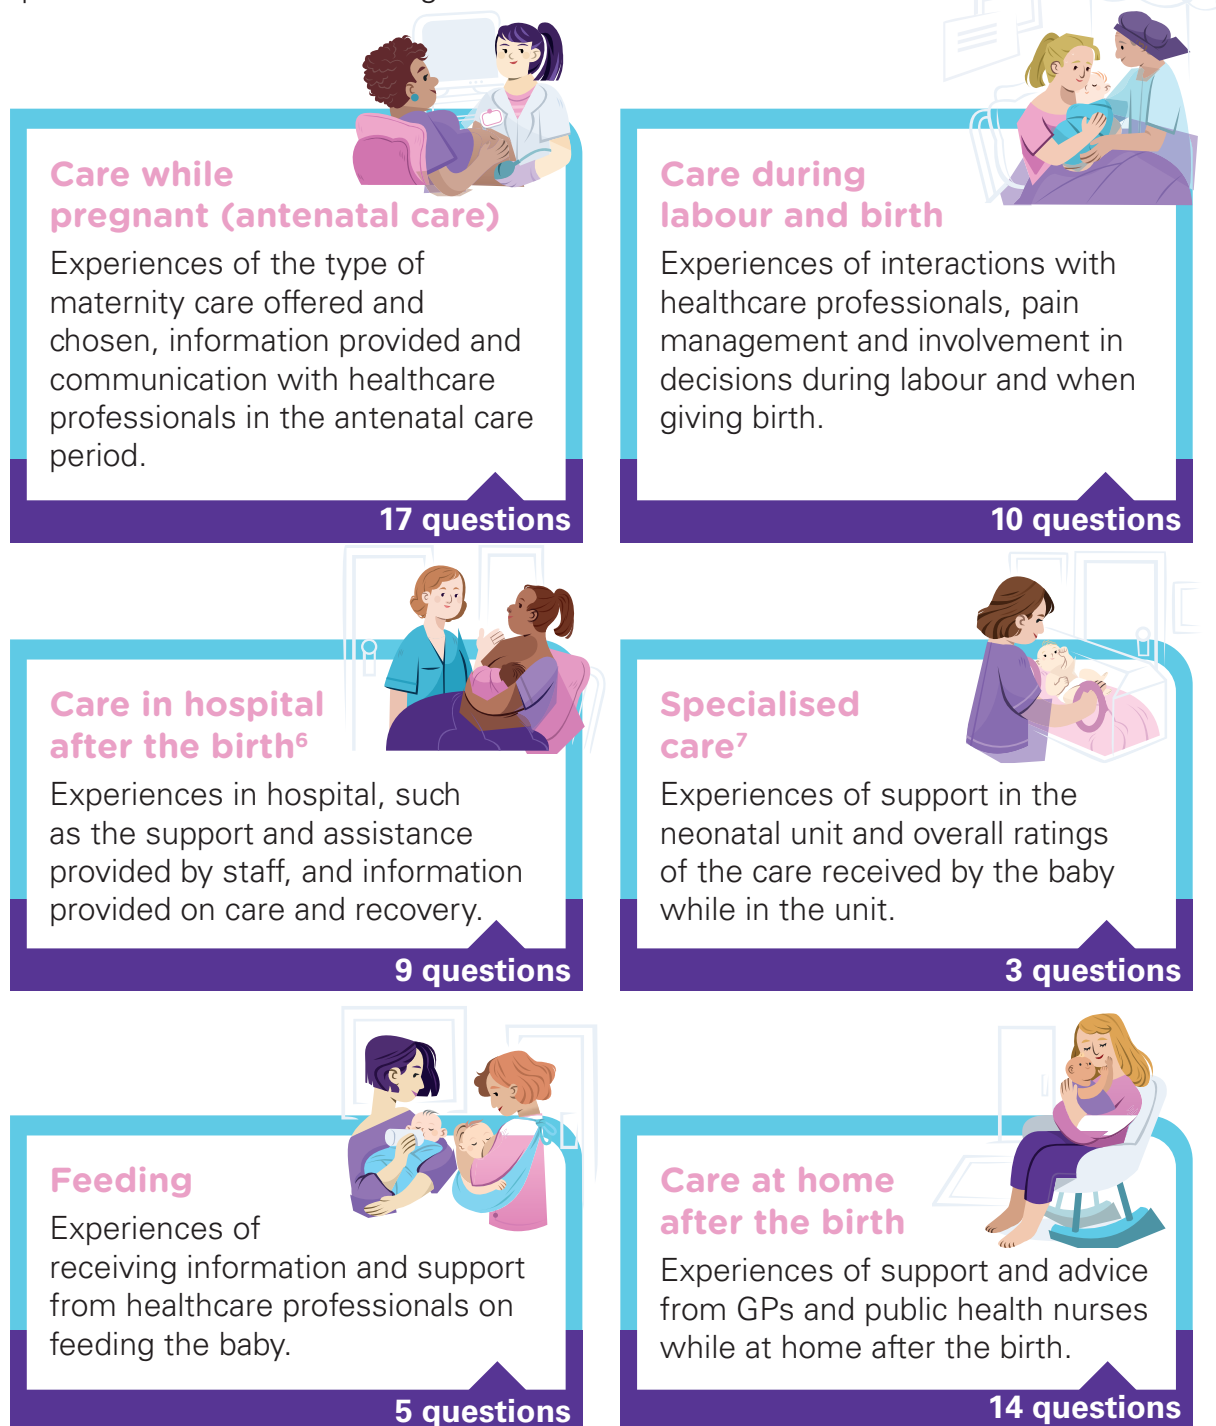 Care while
pregnant (antenatal care)
Experiences of the type of
maternity care offered and
chosen, information provided and
communication with healthcare
professionals in the antenatal care
period.
17 questions
Care during
labour and birth
Experiences of interactions with
healthcare professionals, pain
management and involvement in
decisions during labour and when
giving birth.
10 questions
Care in hospital
after the birth⁶
Experiences in hospital, such
as the support and assistance
provided by staff, and information
provided on care and recovery.
9 questions
Specialised
care⁷
Experiences of support in the
neonatal unit and overall ratings
of the care received by the baby
while in the unit.
3 questions
Feeding
Experiences of
receiving information and support
from healthcare professionals on
feeding the baby.
5 questions
Care at home
after the birth
Experiences of support and advice
from GPs and public health nurses
while at home after the birth.
14 questions